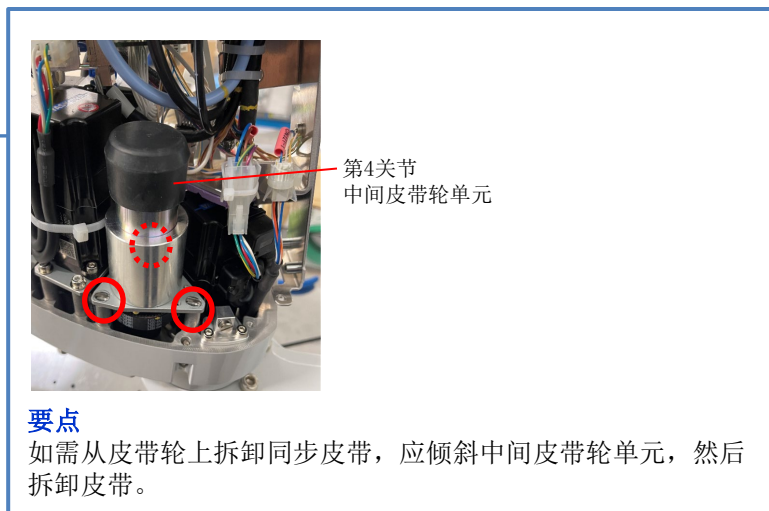 第4关节
中间皮带轮单元
要点
如需从皮带轮上拆卸同步皮带，应倾斜中间皮带轮单元，然后
拆卸皮带。